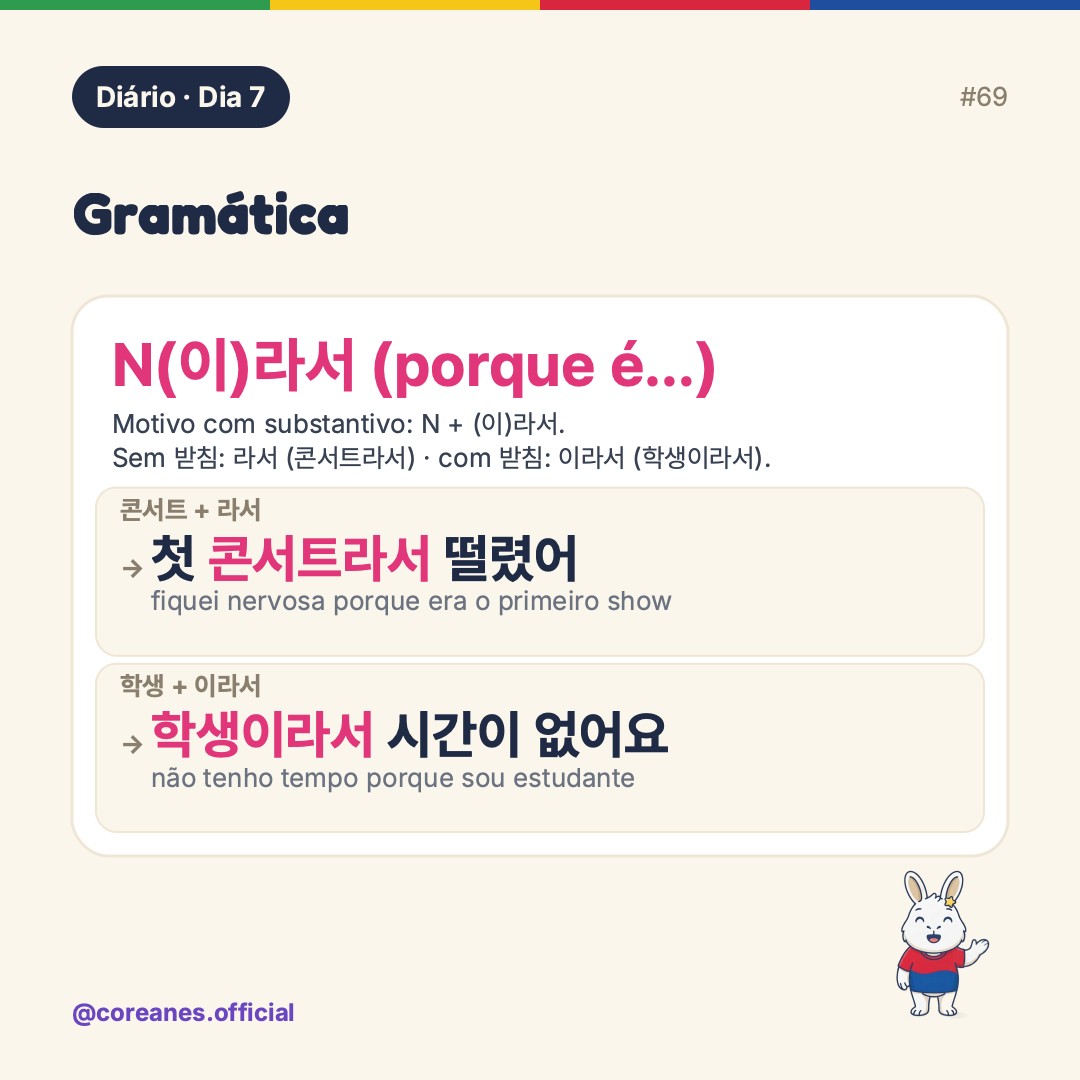 Diário · Dia 7
#69
Gramática
N(이)라서 (porque é...)
Motivo com substantivo: N + (이)라서.
Sem 받침: 라서 (콘서트라서) · com 받침: 이라서 (학생이라서).
콘서트 + 라서
→ 첫 콘서트라서 떨렸어
fiquei nervosa porque era o primeiro show
학생 + 이라서
→ 학생이라서 시간이 없어요
não tenho tempo porque sou estudante
@coreanes.official